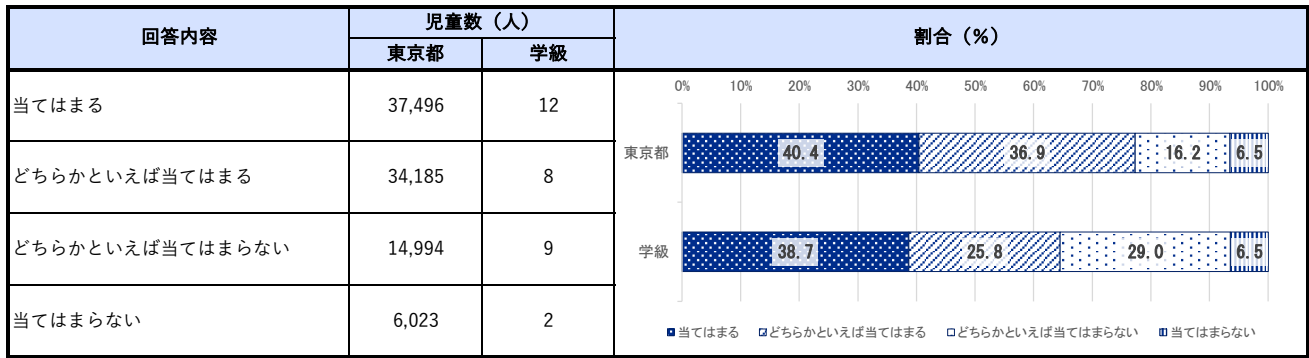 回答内容 児童数（人） 割合（%）
東京都 学級
当てはまる 37,496 12
どちらかといえば当てはまる 34,185 8
どちらかといえば当てはまらない 14,994 9
当てはまらない 6,023 2
0% 10% 20% 30% 40% 50% 60% 70% 80% 90% 100%
東京都 40.4 36.9 16.2 6.5
学級 38.7 25.8 29.0 6.5
当てはまる どちらかといえば当てはまる どちらかといえば当てはまらない 当てはまらない